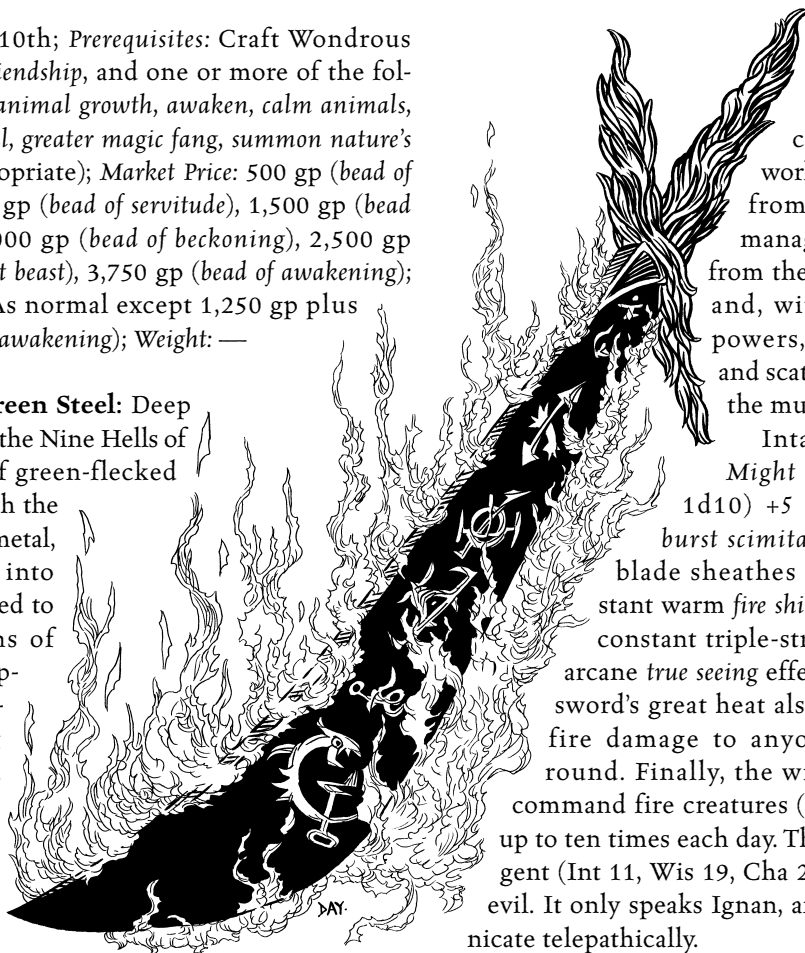 10th; Prerequisites: Craft Wondrous
iendship, and one or more of the fol-
animal growth, awaken, calm animals,
l, greater magic fang, summon nature's
opriate); Market Price: 500 gp (bead of
gp (bead of servitude), 1,500 gp (bead
000 gp (bead of beckoning), 2,500 gp
t beast), 3,750 gp (bead of awakening);
As normal except 1,250 gp plus
awakening); Weight: —
reen Steel: Deep
the Nine Hells of
f green-flecked
h the
metal,
into
ed to
ns of
p-
-
DAY.
c
wor
from
manag
from the
and, wi
powers,
and scat
the mu
Inta
Might
1d10) +5
burst scimita
blade sheathes
stant warm fire shi
constant triple-str
arcane true seeing effe
sword's great heat als
fire damage to anyo
round. Finally, the wi
command fire creatures (
up to ten times each day. Th
gent (Int 11, Wis 19, Cha 2
evil. It only speaks Ignan, a
nicate telepathically.